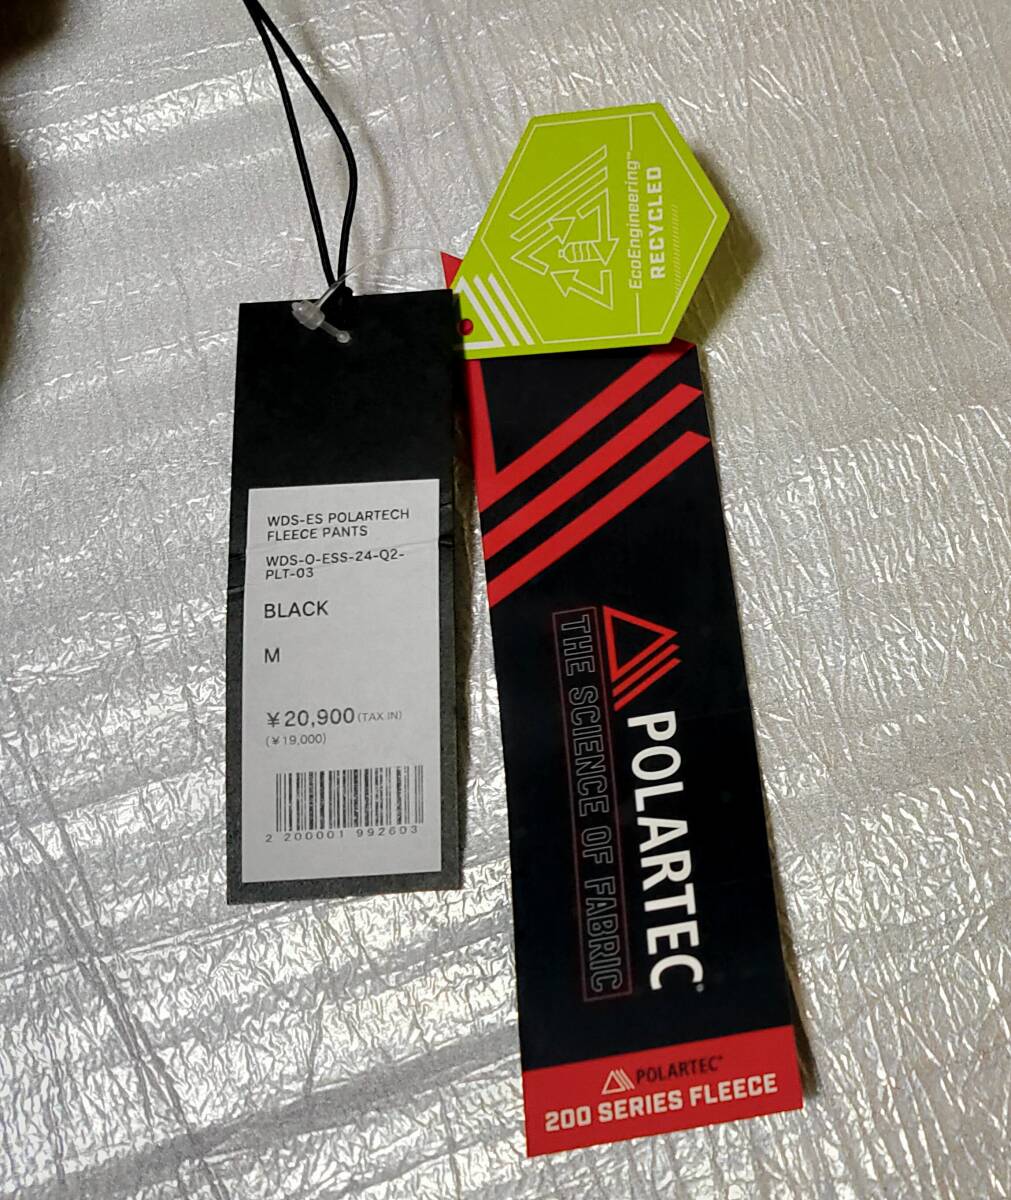 WDS-ES POLARTECH
FLEECE PANTS
WDS-O-ESS-24-Q2-
PLT-03
BLACK
M
¥20,900 (TAX IN)
(¥19,000)
2 200001 992603
EcoEngineering™
RECYCLED
POLARTEC®
THE SCIENCE OF FABRIC
POLARTEC®
200 SERIES FLEECE